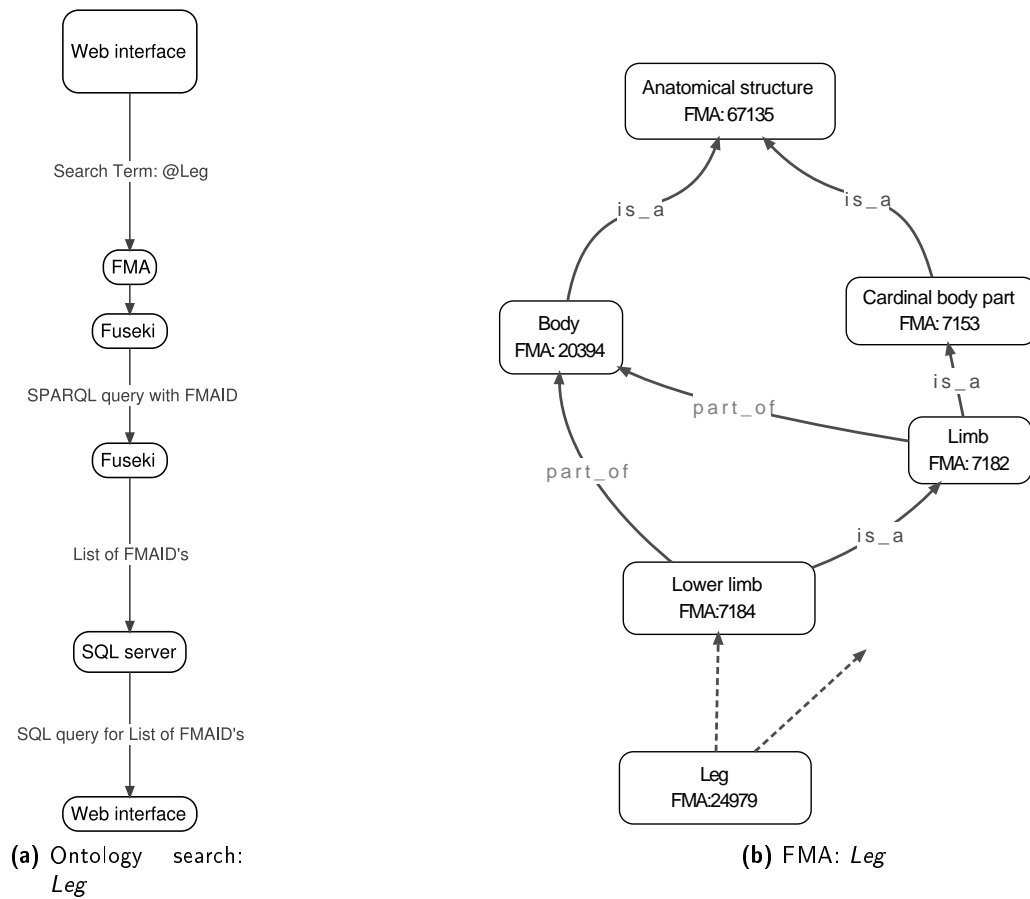 Web interface
Search Term: @Leg
FMA
Fuseki
SPARQL query with FMAID
Fuseki
List of FMAID's
SQL server
SQL query for List of FMAID's
Web interface
(a) Ontology search:
Leg
Anatomical structure
FMA: 67135
is_a
is_a
Cardinal body part
FMA: 7153
Body
FMA: 20394
is_a
part_of
Limb
FMA: 7182
part_of
is_a
Lower limb
FMA:7184
Leg
FMA:24979
(b) FMA: Leg